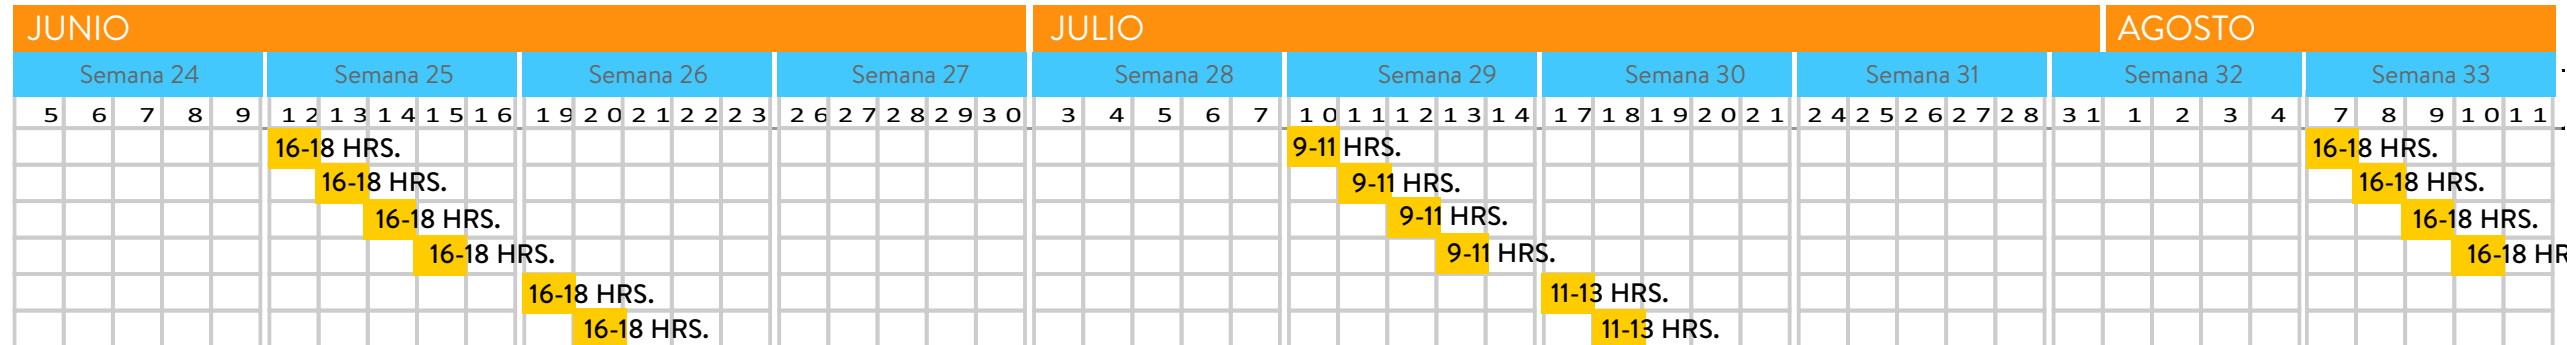 JUNIO JULIO AGOSTO
Semana 24 Semana 25 Semana 26 Semana 27 Semana 28 Semana 29 Semana 30 Semana 31 Semana 32 Semana 33
5 6 7 8 9 12 13 14 15 16 19 20 21 22 23 26 27 28 29 30 3 4 5 6 7 10 11 12 13 14 17 18 19 20 21 24 25 26 27 28 31 1 2 3 4 7 8 9 10 11
16-18 HRS. 9-11 HRS. 16-18 HRS.
16-18 HRS. 9-11 HRS. 16-18 HRS.
16-18 HRS. 9-11 HRS. 16-18 HRS.
16-18 HRS. 9-11 HRS. 16-18 HR
16-18 HRS. 11-13 HRS.
16-18 HRS. 11-13 HRS.